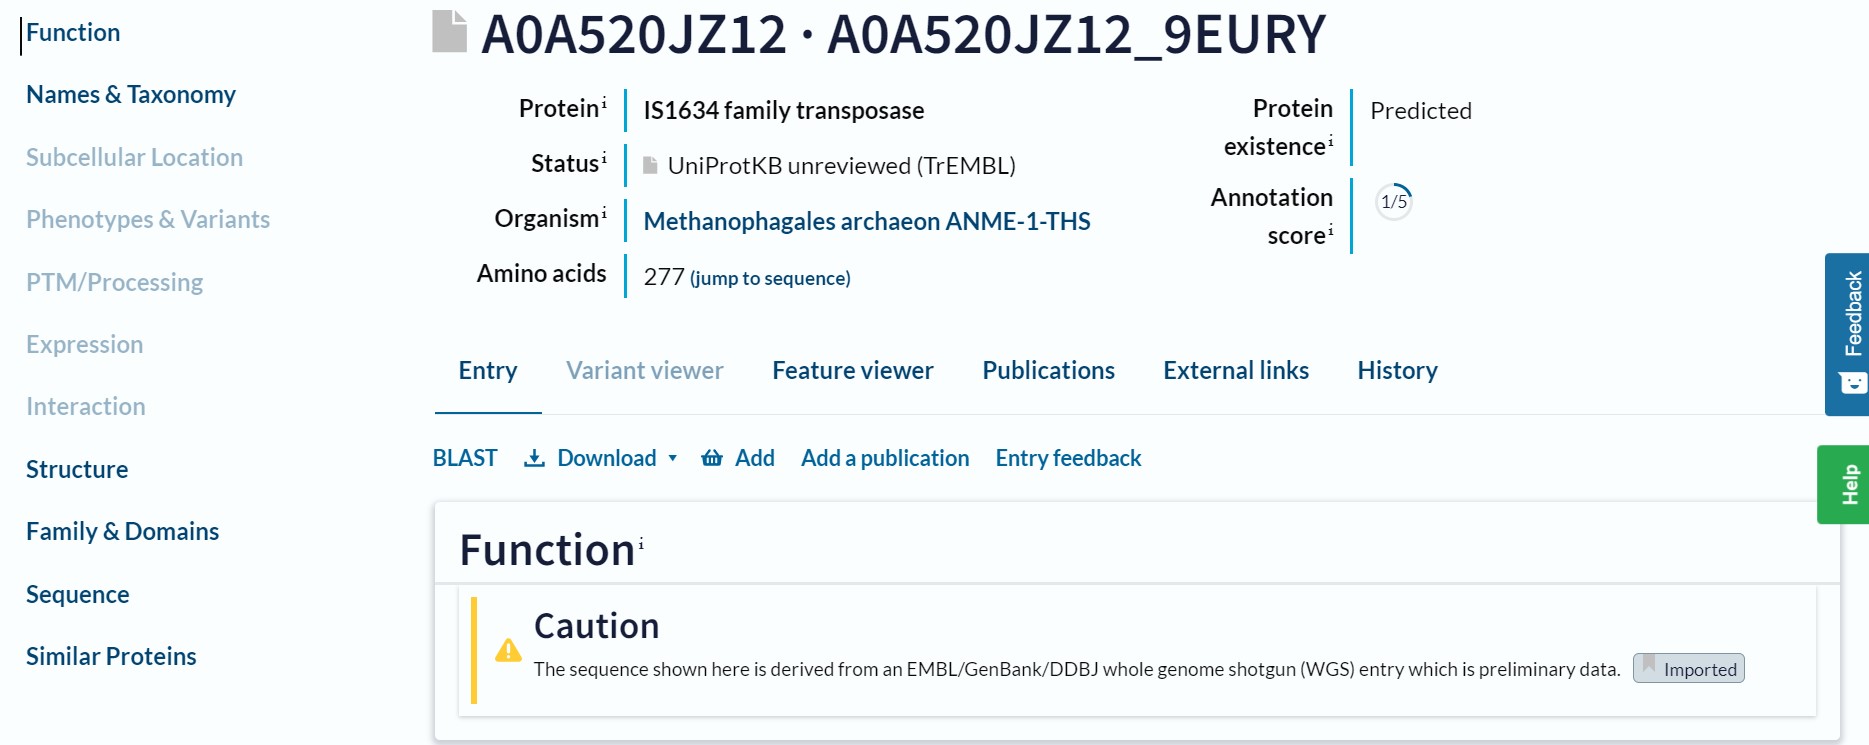 Function
Names & Taxonomy
Subcellular Location
Phenotypes & Variants
PTM/Processing
Expression
Interaction
Structure
Family & Domains
Sequence
Similar Proteins
A0A520JZ12 · A0A520JZ12_9EURY
Protein i IS1634 family transposase
Status i UniProtKB unreviewed (TrEMBL)
Organism i Methanophagales archaeon ANME-1-THS
Amino acids 277 (jump to sequence)
Protein existence i Predicted
Annotation score i 1/5
Entry Variant viewer Feature viewer Publications External links History
BLAST Download Add Add a publication Entry feedback
Function i
Caution
The sequence shown here is derived from an EMBL/GenBank/DDBJ whole genome shotgun (WGS) entry which is preliminary data. Imported
Feedback
Help